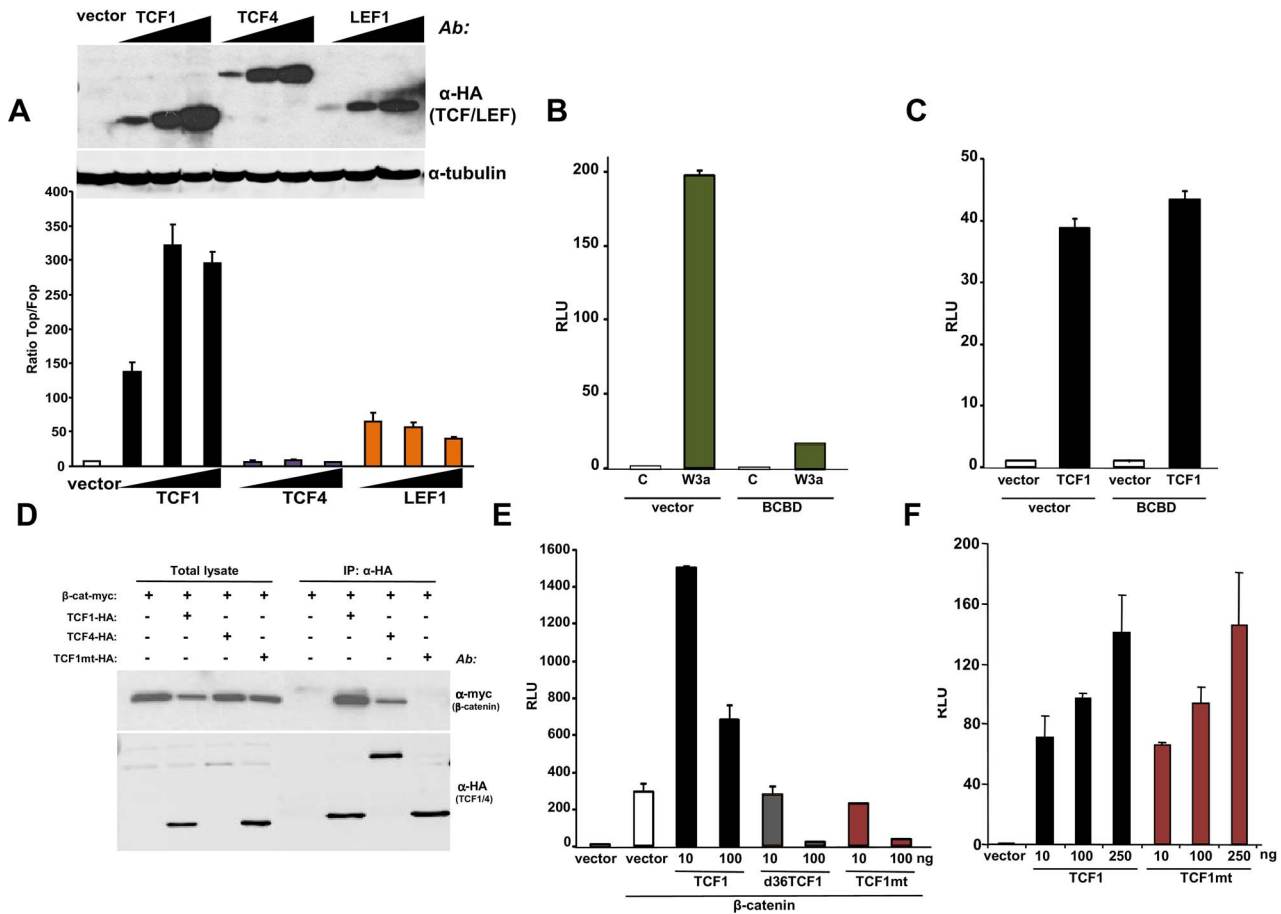 vector TCF1 TCF4 LEF1 Ab:
α-HA
(TCF/LEF)
α-tubulin
A
Ratio Top/Fop
400
350
300
250
200
150
100
50
0
vector TCF1 TCF4 LEF1
B
RLU
200
150
100
50
0
C W3a C W3a
vector BCBD
C
RLU
50
40
30
20
10
0
vector TCF1 vector TCF1
vector BCBD
D
Total lysate IP: α-HA
β-cat-myc: + + + + + + + +
TCF1-HA: - + - - - + - -
TCF4-HA: - - + - - - + -
TCF1mt-HA: - - - + - - - +
Ab:
α-myc
(β-catenin)
α-HA
(TCF1/4)
E
RLU
1600
1400
1200
1000
800
600
400
200
0
vector vector 10 100 10 100 10 100 ng
TCF1 d36TCF1 TCF1mt
β-catenin
F
RLU
200
160
120
80
40
0
vector 10 100 250 10 100 250 ng
TCF1 TCF1mt